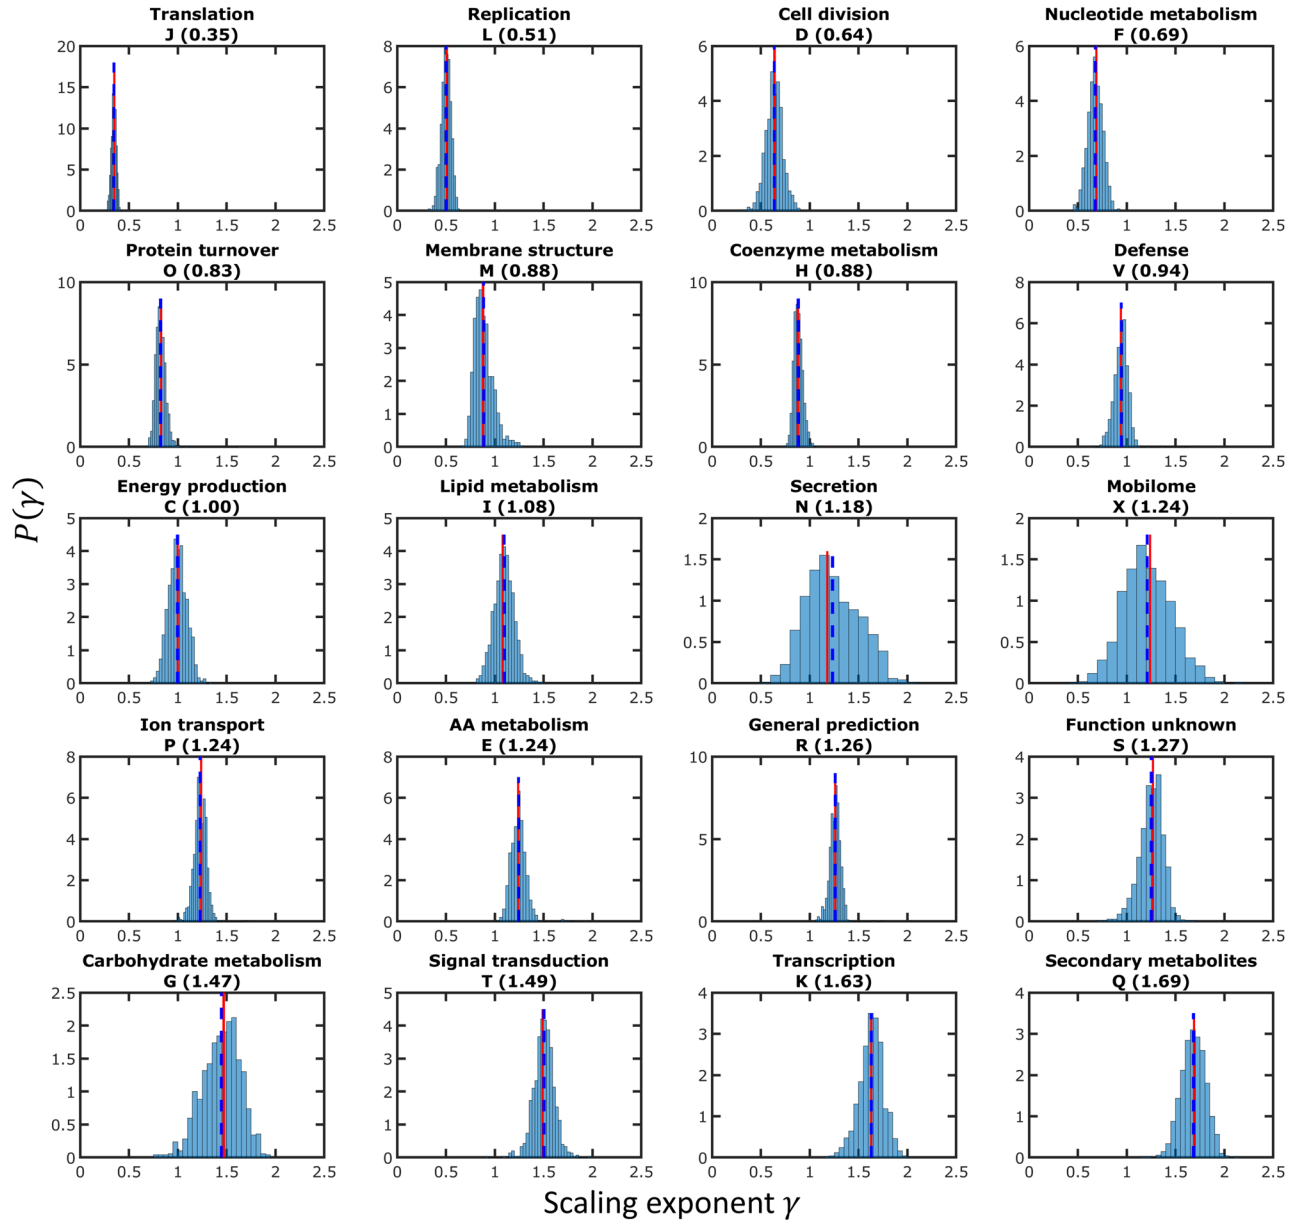 Translation
J (0.35)
Replication
L (0.51)
Cell division
D (0.64)
Nucleotide metabolism
F (0.69)
20
15
10
5
0
0 0.5 1 1.5 2 2.5
8
6
4
2
0
0 0.5 1 1.5 2 2.5
6
4
2
0
0 0.5 1 1.5 2 2.5
6
4
2
0
0 0.5 1 1.5 2 2.5
Protein turnover
O (0.83)
Membrane structure
M (0.88)
Coenzyme metabolism
H (0.88)
Defense
V (0.94)
10
5
0
0 0.5 1 1.5 2 2.5
5
4
3
2
1
0
0 0.5 1 1.5 2 2.5
10
5
0
0 0.5 1 1.5 2 2.5
8
6
4
2
0
0 0.5 1 1.5 2 2.5
P(γ)
Energy production
C (1.00)
Lipid metabolism
I (1.08)
Secretion
N (1.18)
Mobilome
X (1.24)
5
4
3
2
1
0
0 0.5 1 1.5 2 2.5
5
4
3
2
1
0
0 0.5 1 1.5 2 2.5
2
1.5
1
0.5
0
0 0.5 1 1.5 2 2.5
2
1.5
1
0.5
0
0 0.5 1 1.5 2 2.5
Ion transport
P (1.24)
AA metabolism
E (1.24)
General prediction
R (1.26)
Function unknown
S (1.27)
8
6
4
2
0
0 0.5 1 1.5 2 2.5
8
6
4
2
0
0 0.5 1 1.5 2 2.5
10
5
0
0 0.5 1 1.5 2 2.5
4
3
2
1
0
0 0.5 1 1.5 2 2.5
Carbohydrate metabolism
G (1.47)
Signal transduction
T (1.49)
Transcription
K (1.63)
Secondary metabolites
Q (1.69)
2.5
2
1.5
1
0.5
0
0 0.5 1 1.5 2 2.5
5
4
3
2
1
0
0 0.5 1 1.5 2 2.5
4
3
2
1
0
0 0.5 1 1.5 2 2.5
4
3
2
1
0
0 0.5 1 1.5 2 2.5
Scaling exponent γ